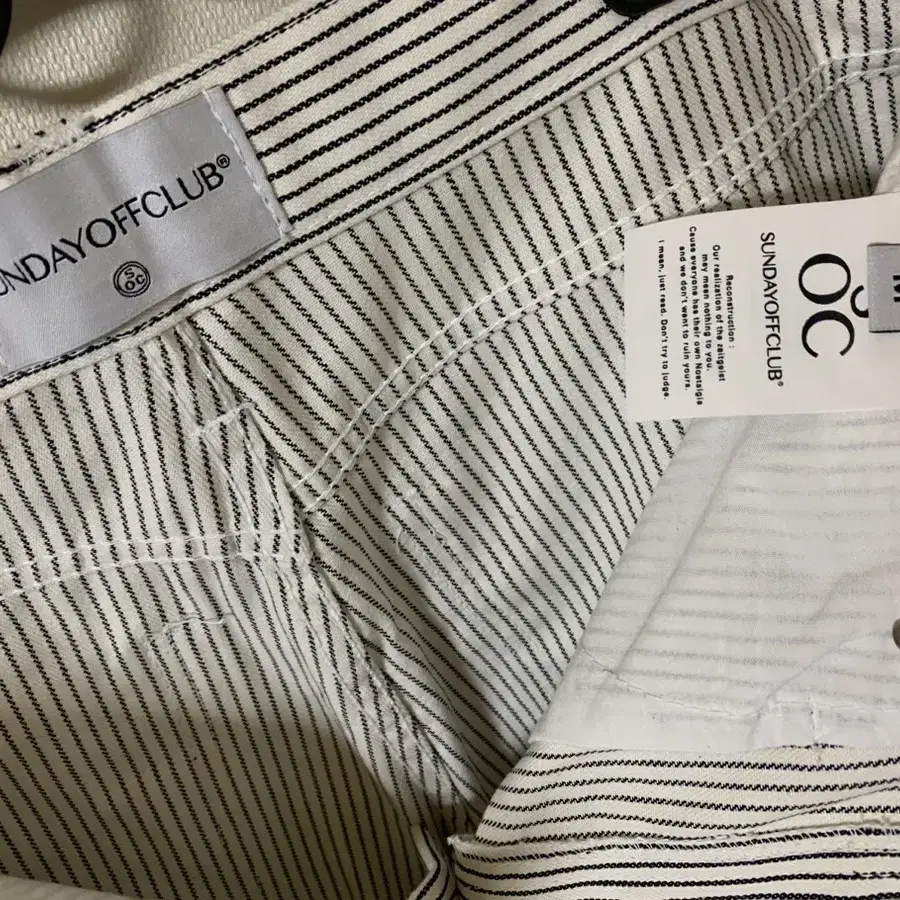 SUNDAYOFFCLUB®
S
OC
M
OC
SUNDAYOFFCLUB®
Reconstruction :
Our realization of the zeitgeist
may mean nothing to you.
Cause everyone has their own Nostalgia
and we don't want to ruin yours.
I mean, just read. Don't try to judge.